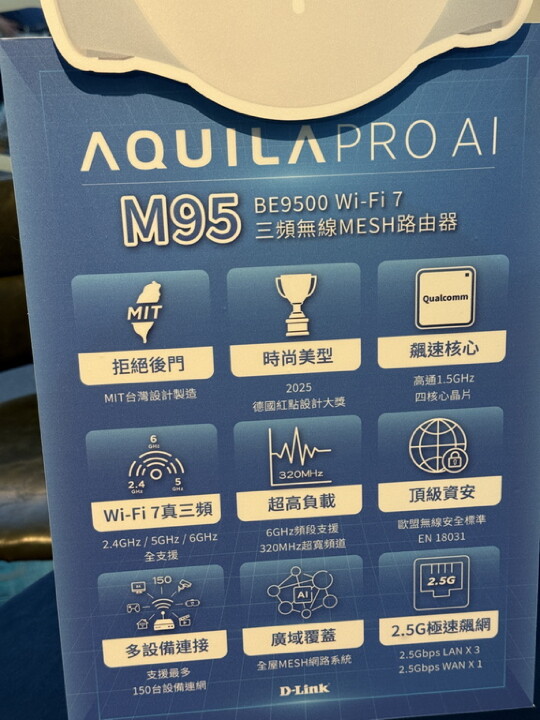 AQUILA PRO AI
M95
BE9500 Wi-Fi 7
三頻無線MESH路由器
MIT
拒絕後門
MIT台灣設計製造
時尚美型
2025
德國紅點設計大獎
Qualcomm
飆速核心
高通1.5GHz
四核心晶片
6
GHz
2.4
GHz
5
GHz
Wi-Fi 7真三頻
2.4GHz / 5GHz / 6GHz
全支援
320MHz
超高負載
6GHz頻段支援
320MHz超寬頻道
頂級資安
歐盟無線安全標準
EN 18031
150
多設備連接
支援最多
150台設備連網
AI
廣域覆蓋
全屋MESH網路系統
2.5G
2.5G極速飆網
2.5Gbps LAN X 3
2.5Gbps WAN X 1
D-Link